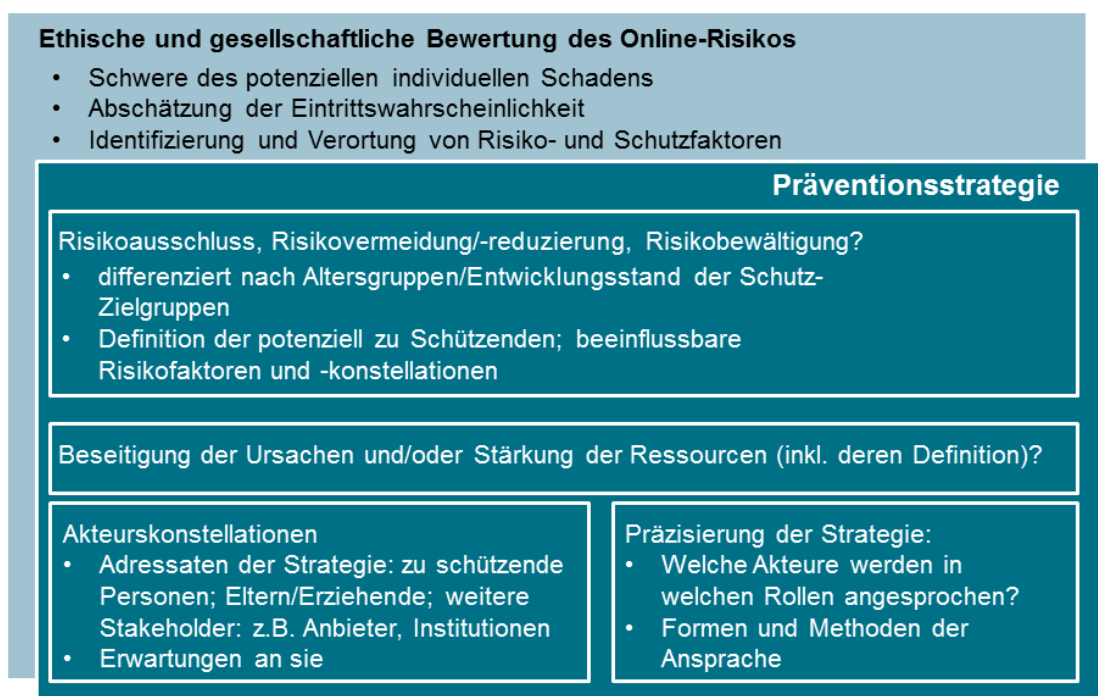 Ethische und gesellschaftliche Bewertung des Online-Risikos
• Schwere des potenziellen individuellen Schadens
• Abschätzung der Eintrittswahrscheinlichkeit
• Identifizierung und Verortung von Risiko- und Schutzfaktoren
Präventionsstrategie
Risikoausschluss, Risikovermeidung/-reduzierung, Risikobewältigung?
• differenziert nach Altersgruppen/Entwicklungsstand der Schutz-
Zielgruppen
• Definition der potenziell zu Schützenden; beeinflussbare
Risikofaktoren und -konstellationen
Beseitigung der Ursachen und/oder Stärkung der Ressourcen (inkl. deren Definition)?
Akteurskonstellationen
• Adressaten der Strategie: zu schützende
Personen; Eltern/Erziehende; weitere
Stakeholder: z.B. Anbieter, Institutionen
• Erwartungen an sie
Präzisierung der Strategie:
• Welche Akteure werden in
welchen Rollen angesprochen?
• Formen und Methoden der
Ansprache